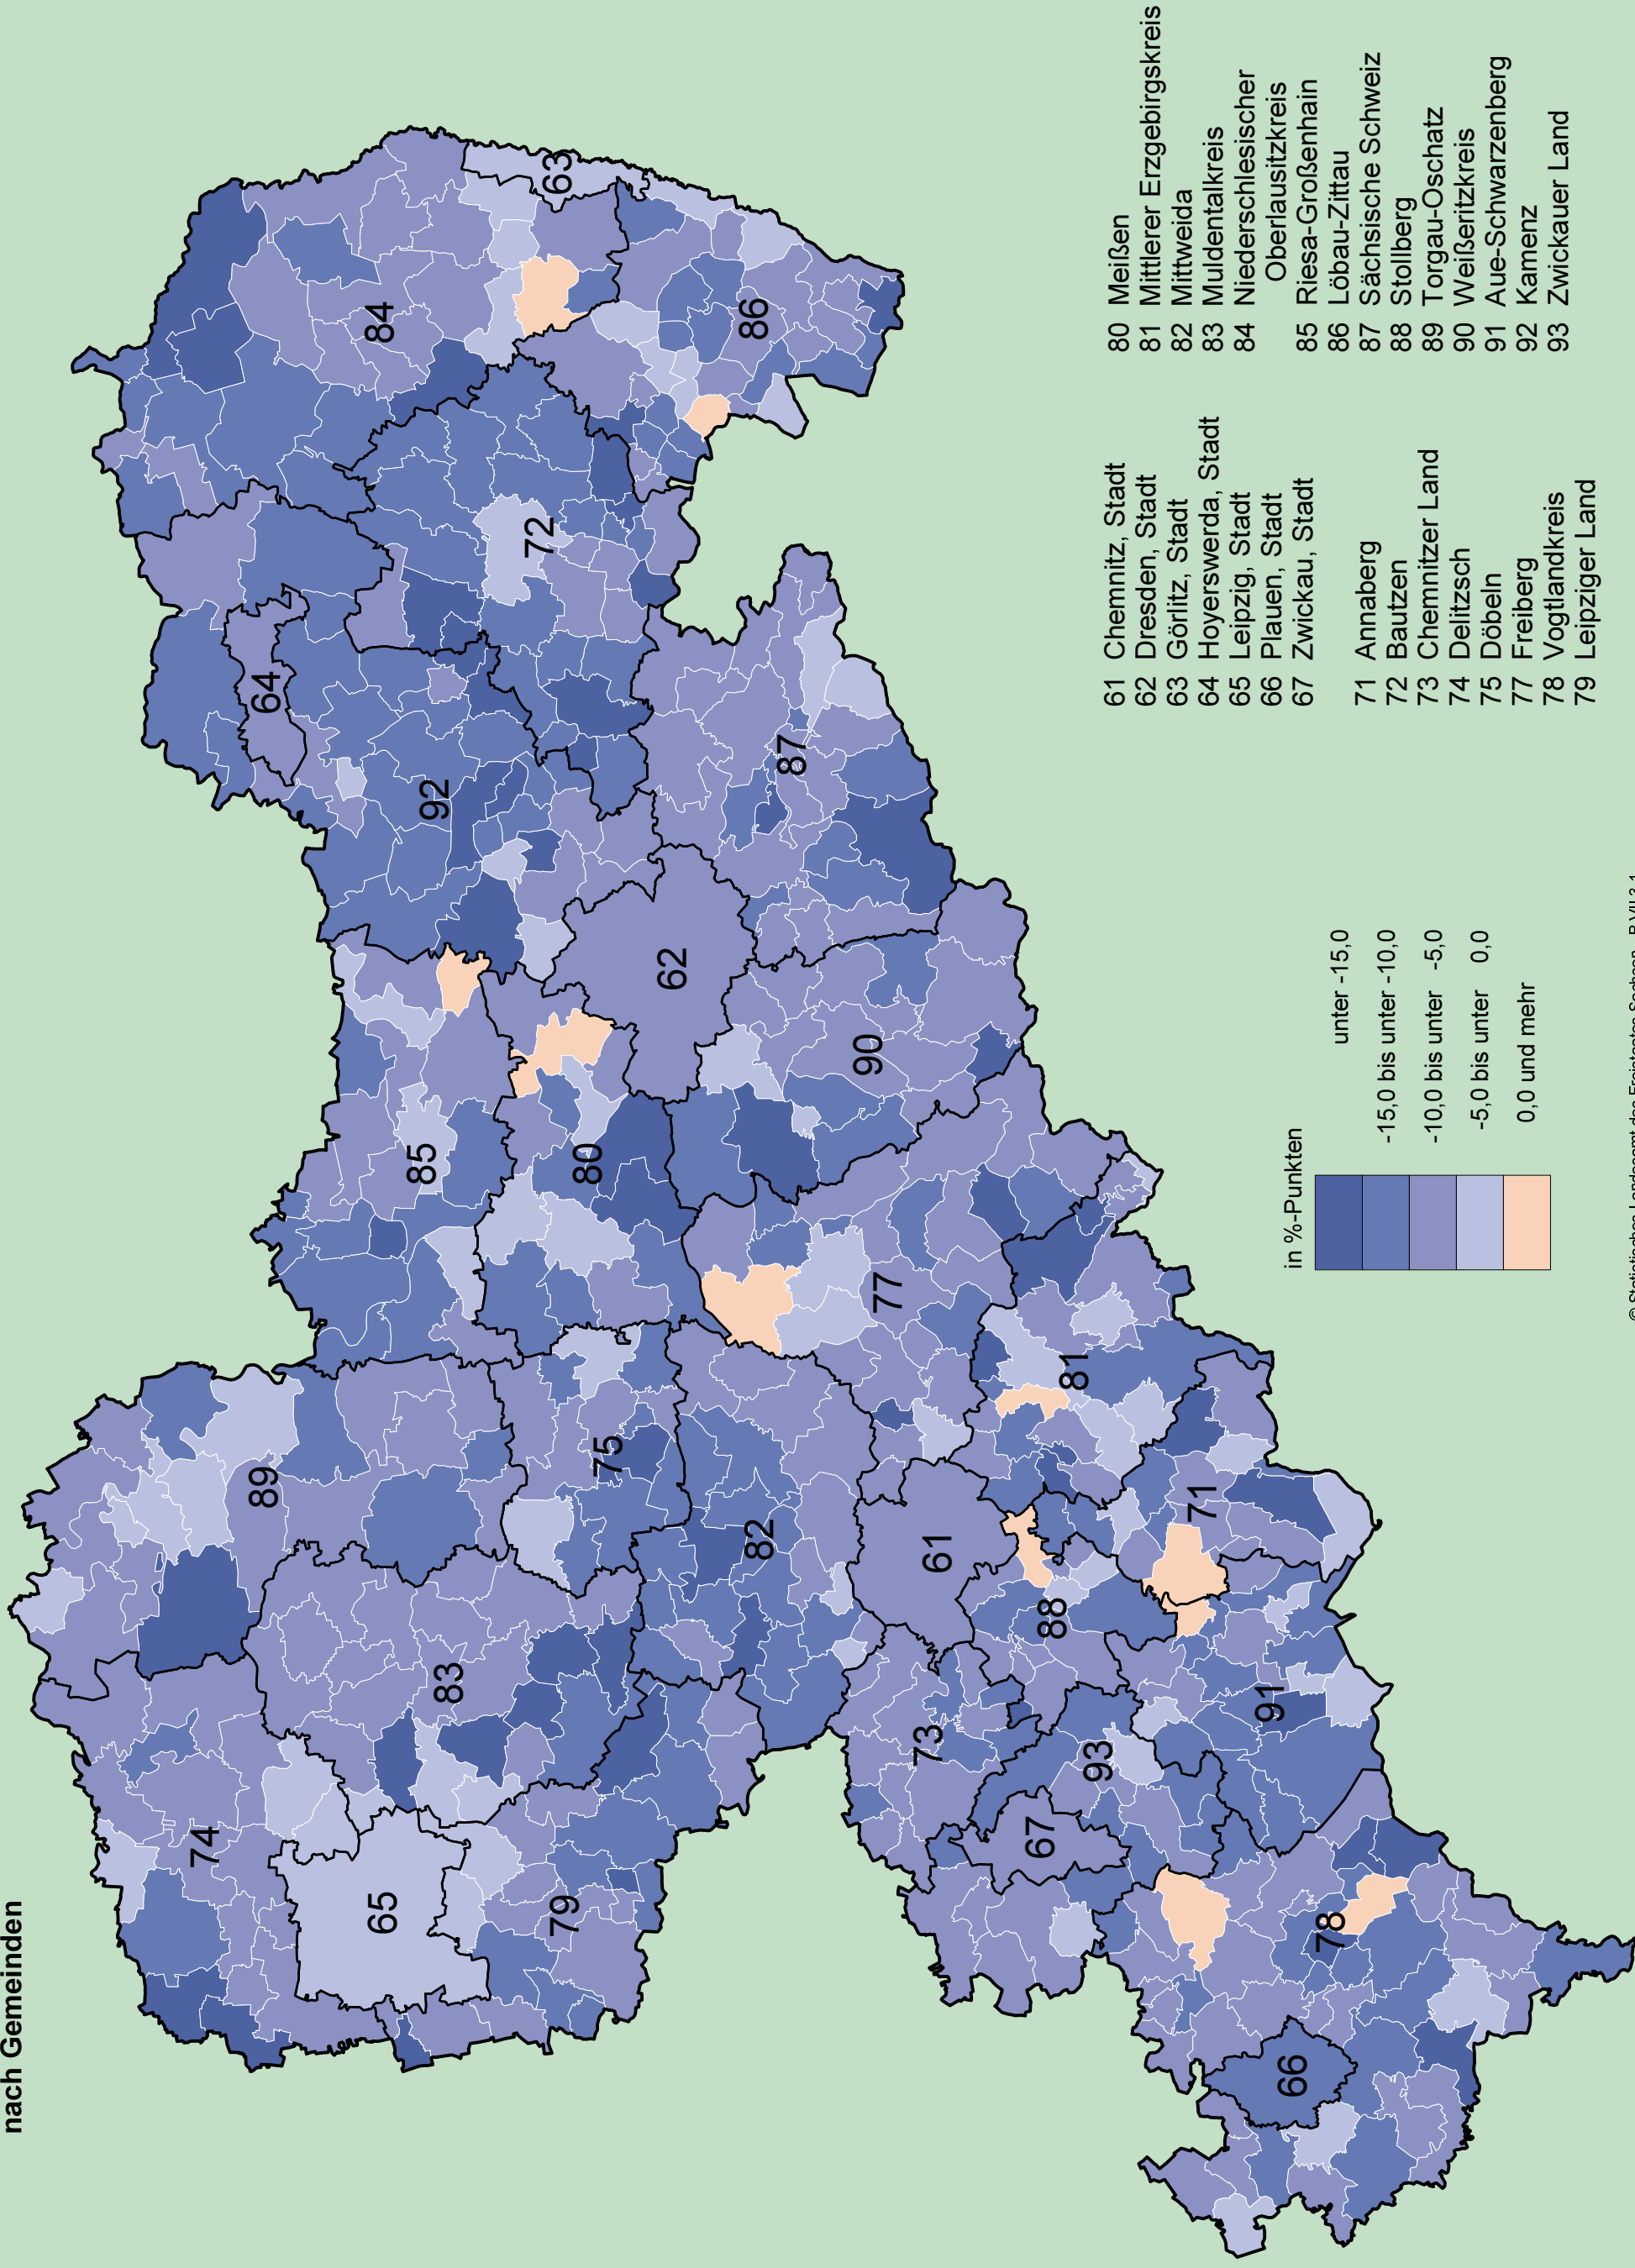 nach Gemeinden
74
89
64
84
65
85
92
83
72
63
79
80
75
62
86
82
87
90
77
73
61
67
88
81
93
71
91
66
78
in %-Punkten
unter -15,0
-15,0 bis unter -10,0
-10,0 bis unter -5,0
-5,0 bis unter 0,0
0,0 und mehr
61 Chemnitz, Stadt
62 Dresden, Stadt
63 Görlitz, Stadt
64 Hoyerswerda, Stadt
65 Leipzig, Stadt
66 Plauen, Stadt
67 Zwickau, Stadt
71 Annaberg
72 Bautzen
73 Chemnitzer Land
74 Delitzsch
75 Döbeln
77 Freiberg
78 Vogtlandkreis
79 Leipziger Land
80 Meißen
81 Mittlerer Erzgebirgskreis
82 Mittweida
83 Muldentalkreis
84 Niederschlesischer
Oberlausitzkreis
85 Riesa-Großenhain
86 Löbau-Zittau
87 Sächsische Schweiz
88 Stollberg
89 Torgau-Oschatz
90 Weißeritzkreis
91 Aue-Schwarzenberg
92 Kamenz
93 Zwickauer Land
© Statistisches Landesamt des Freistaates Sachsen